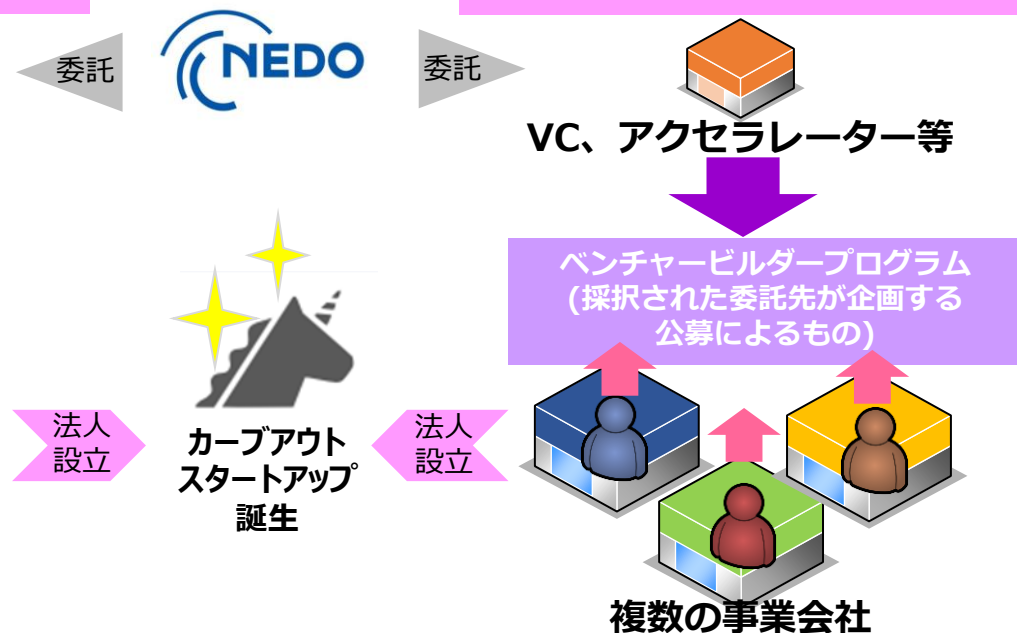 委託
NEDO
委託
VC、アクセラレーター等
ベンチャービルダープログラム
(採択された委託先が企画する
公募によるもの)
法人
設立
カーブアウト
スタートアップ
誕生
法人
設立
複数の事業会社